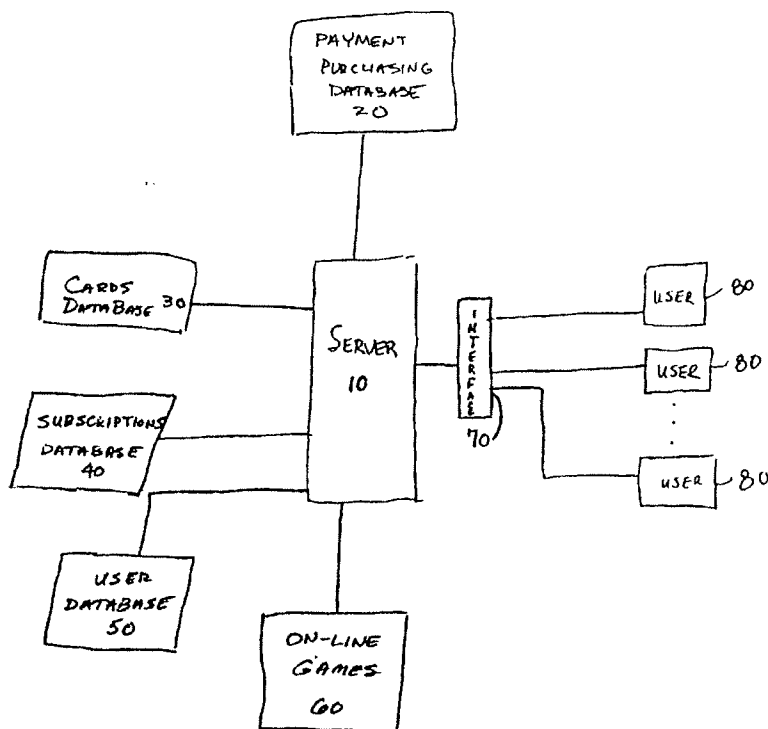 PAYMENT
PURCHASING
DATABASE
20
CARDS
DATABASE 30
SERVER
10
INTERFACE
70
USER 80
USER 80
USER 80
SUBSCRIPTIONS
DATABASE
40
USER
DATABASE
50
ON-LINE
GAMES
60